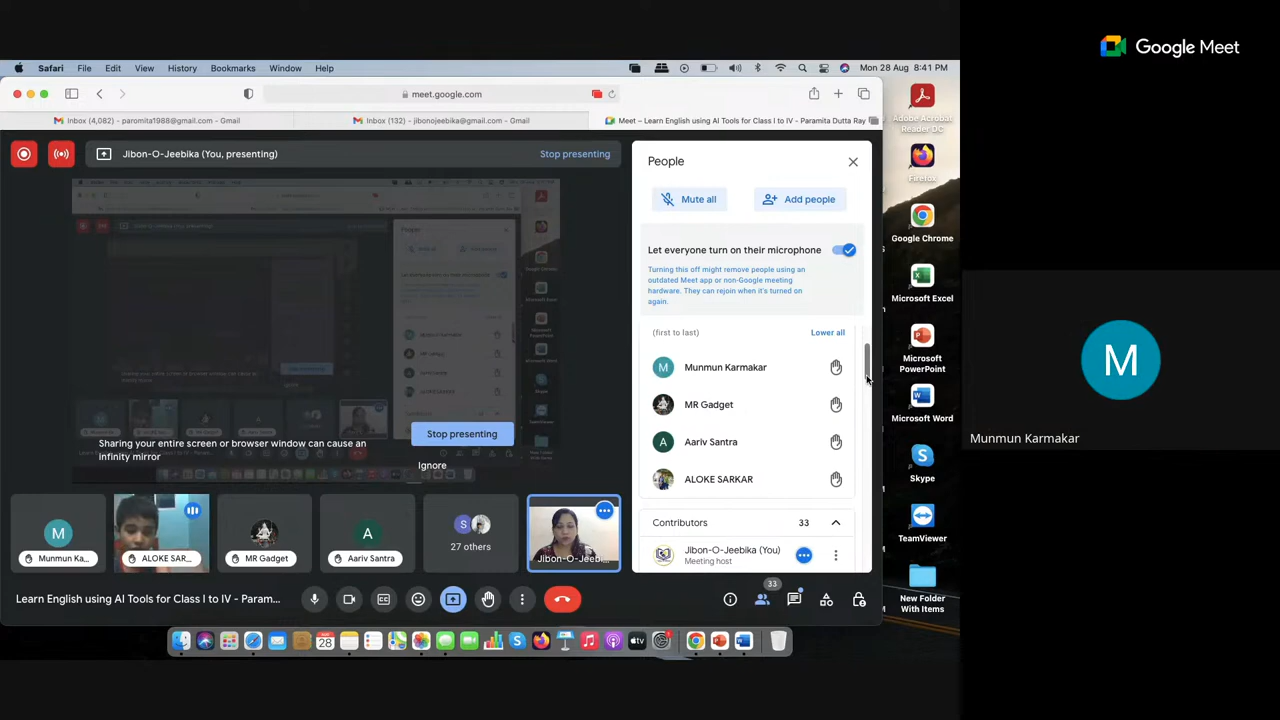 Google Meet
Safari File Edit View History Bookmarks Window Help
Mon 28 Aug 8:41 PM
meet.google.com
Inbox (4,082) - paromita1988@gmail.com - Gmail
Inbox (132) - jibonojeebika@gmail.com - Gmail
Meet – Learn English using AI Tools for Class I to IV - Paramita Dutta Ray
Jibon-O-Jeebika (You, presenting)
Stop presenting
People
Mute all
Add people
Let everyone turn on their microphone
Turning this off might remove people using an
outdated Meet app or non-Google meeting
hardware. They can rejoin when it's turned on
again.
(first to last)
Lower all
Munmun Karmakar
MR Gadget
Aariv Santra
ALOKE SARKAR
Contributors 33
Jibon-O-Jeebika (You)
Meeting host
Sharing your entire screen or browser window can cause an
infinity mirror
Stop presenting
Ignore
M
Munmun Ka...
ALOKE SAR...
MR Gadget
A
Aariv Santra
S
27 others
Jibon-O-Jeebi...
Learn English using AI Tools for Class I to IV - Param...
33
Adobe Acrobat
Reader DC
Firefox
Google Chrome
Microsoft Excel
Microsoft
PowerPoint
Microsoft Word
Skype
TeamViewer
New Folder
With Items
M
Munmun Karmakar